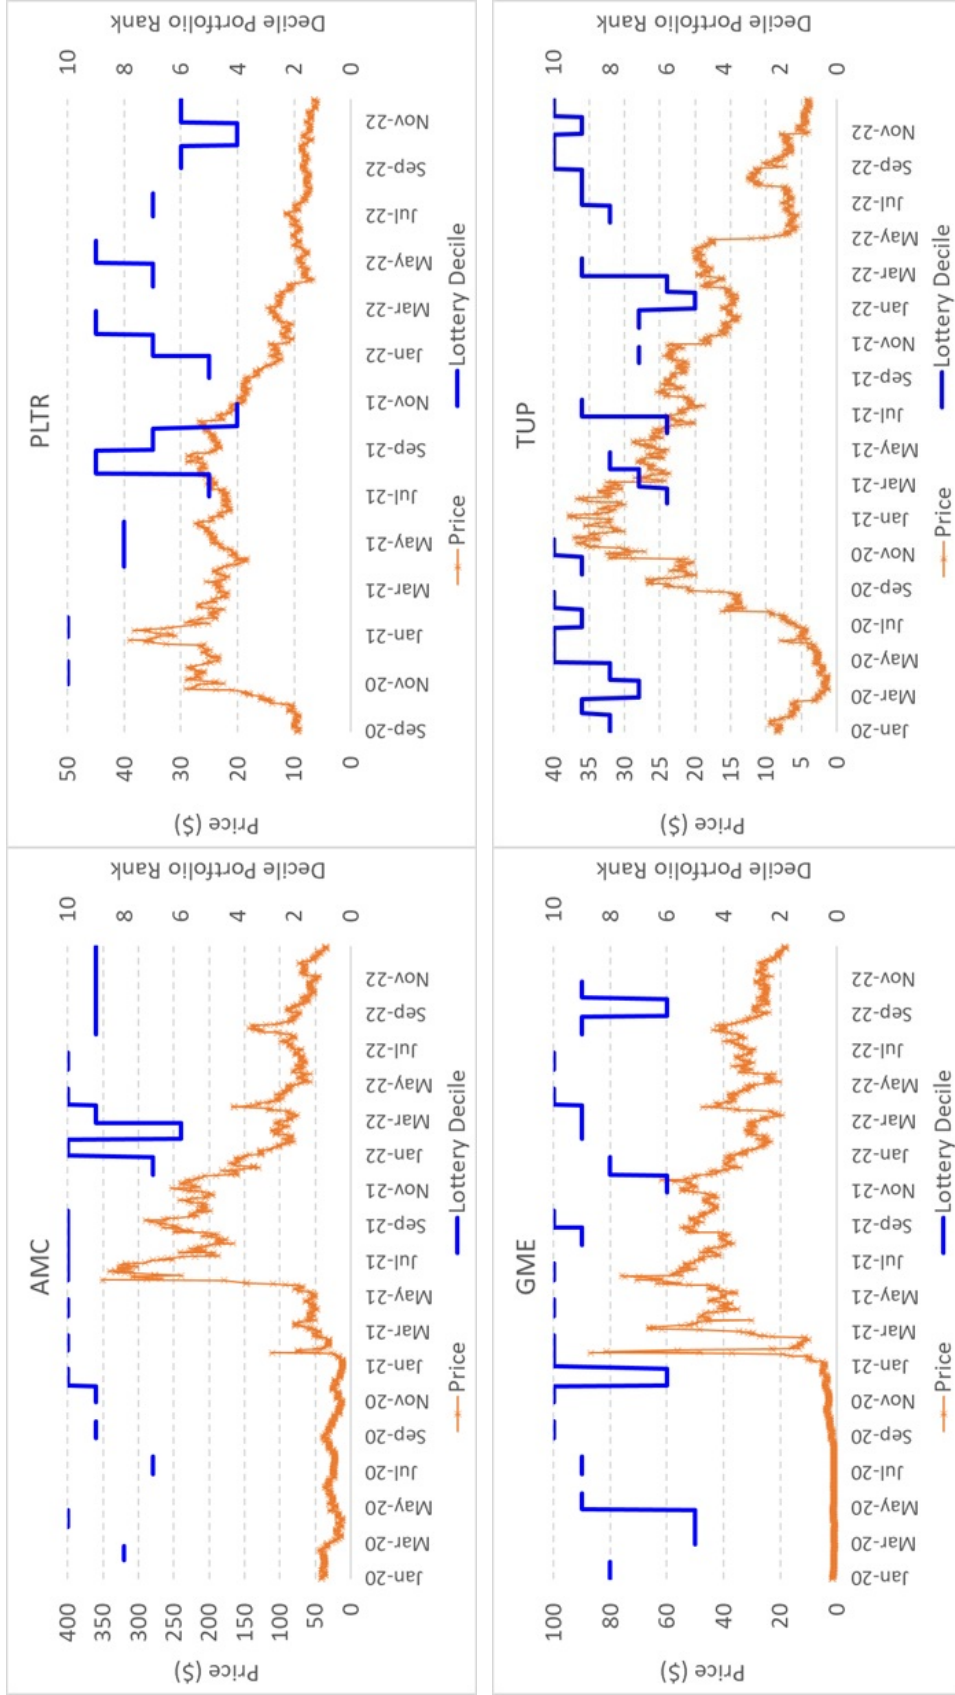 AMC
Price ($)
400
350
300
250
200
150
100
50
0
10
8
6
4
2
0
Decile Portfolio Rank
Jan-20
Mar-20
May-20
Jul-20
Sep-20
Nov-20
Jan-21
Mar-21
May-21
Jul-21
Sep-21
Nov-21
Jan-22
Mar-22
May-22
Jul-22
Sep-22
Nov-22
Price
Lottery Decile
PLTR
Price ($)
50
40
30
20
10
0
10
8
6
4
2
0
Decile Portfolio Rank
Sep-20
Nov-20
Jan-21
Mar-21
May-21
Jul-21
Sep-21
Nov-21
Jan-22
Mar-22
May-22
Jul-22
Sep-22
Nov-22
Price
Lottery Decile
GME
Price ($)
100
80
60
40
20
0
10
8
6
4
2
0
Decile Portfolio Rank
Jan-20
Mar-20
May-20
Jul-20
Sep-20
Nov-20
Jan-21
Mar-21
May-21
Jul-21
Sep-21
Nov-21
Jan-22
Mar-22
May-22
Jul-22
Sep-22
Nov-22
Price
Lottery Decile
TUP
Price ($)
40
35
30
25
20
15
10
5
0
10
8
6
4
2
0
Decile Portfolio Rank
Jan-20
Mar-20
May-20
Jul-20
Sep-20
Nov-20
Jan-21
Mar-21
May-21
Jul-21
Sep-21
Nov-21
Jan-22
Mar-22
May-22
Jul-22
Sep-22
Nov-22
Price
Lottery Decile